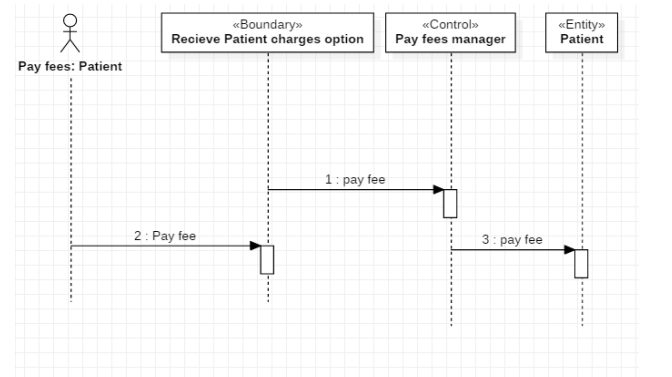 «Boundary»
Recieve Patient charges option
«Control»
Pay fees manager
«Entity»
Patient
Pay fees: Patient
1 : pay fee
2 : Pay fee
3 : pay fee